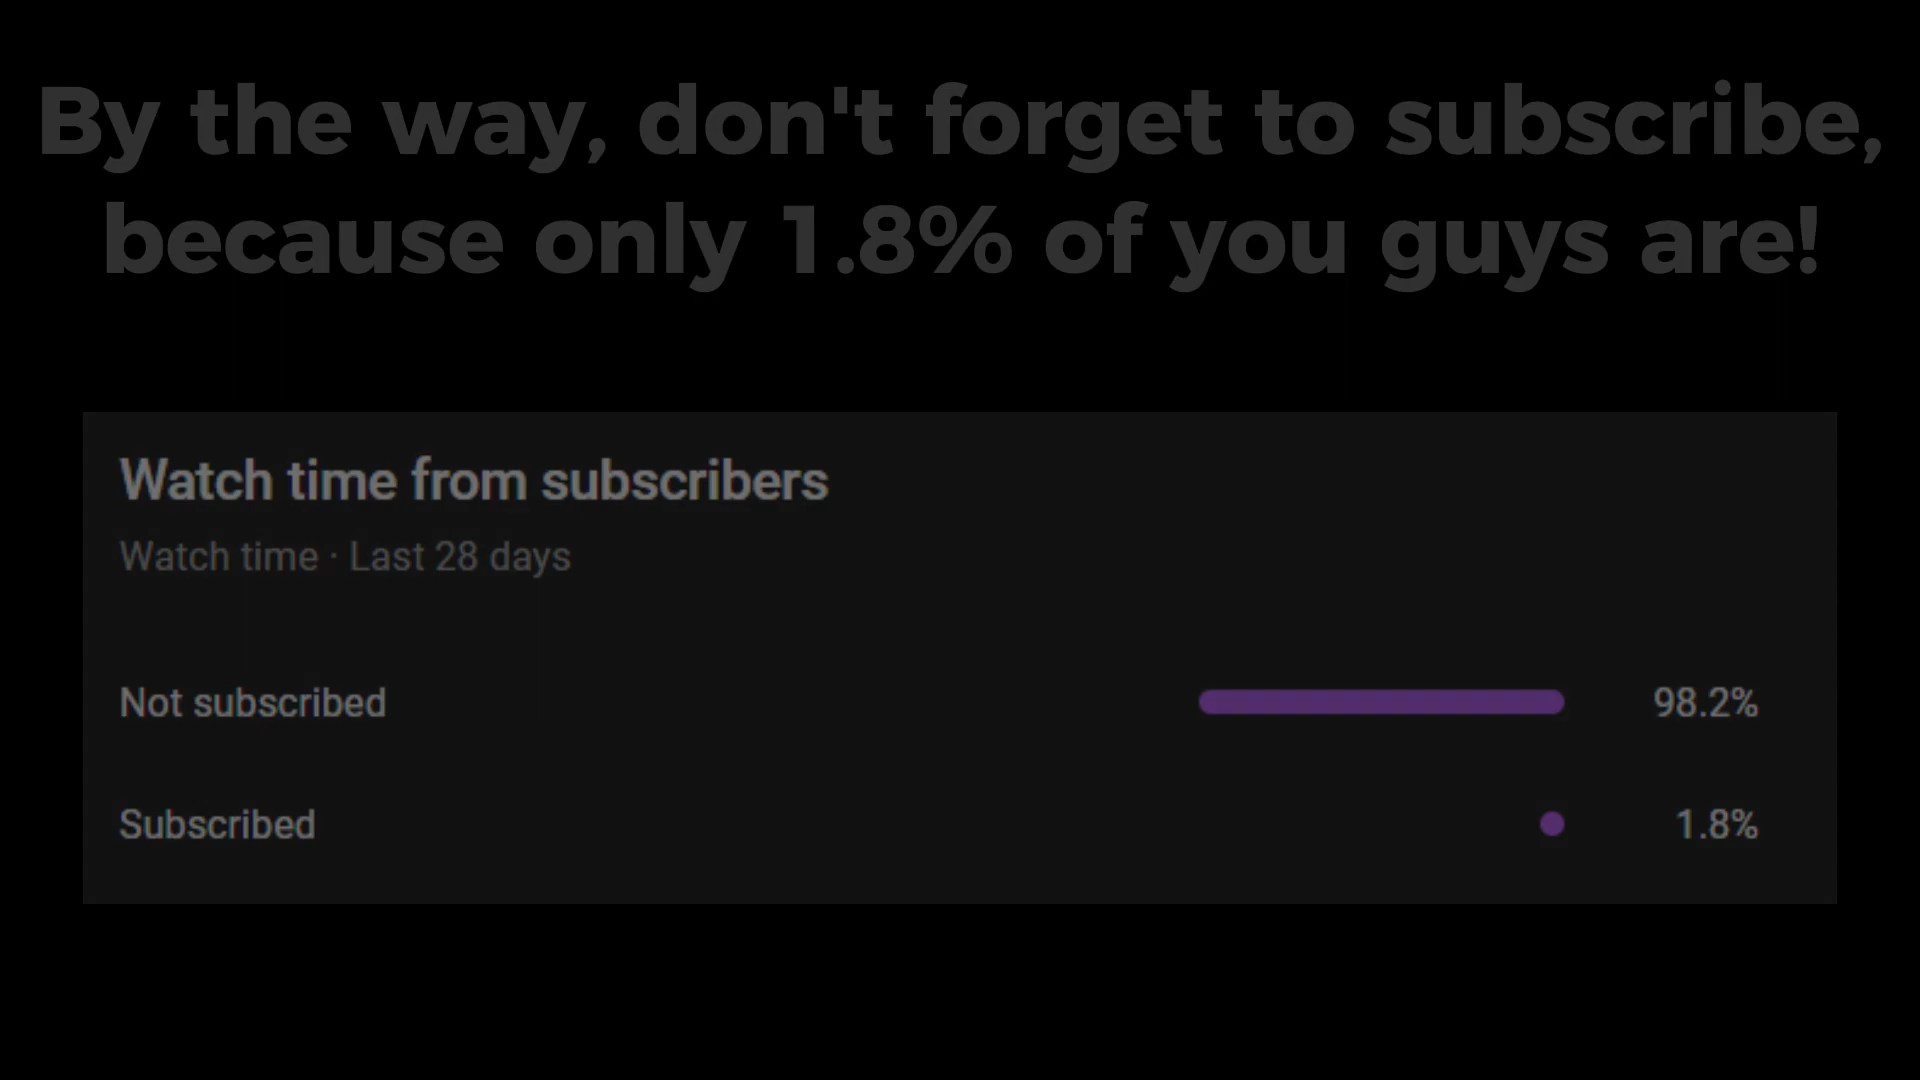 By the way, don't forget to subscribe,
because only 1.8% of you guys are!
Watch time from subscribers
Watch time · Last 28 days
Not subscribed 98.2%
Subscribed 1.8%